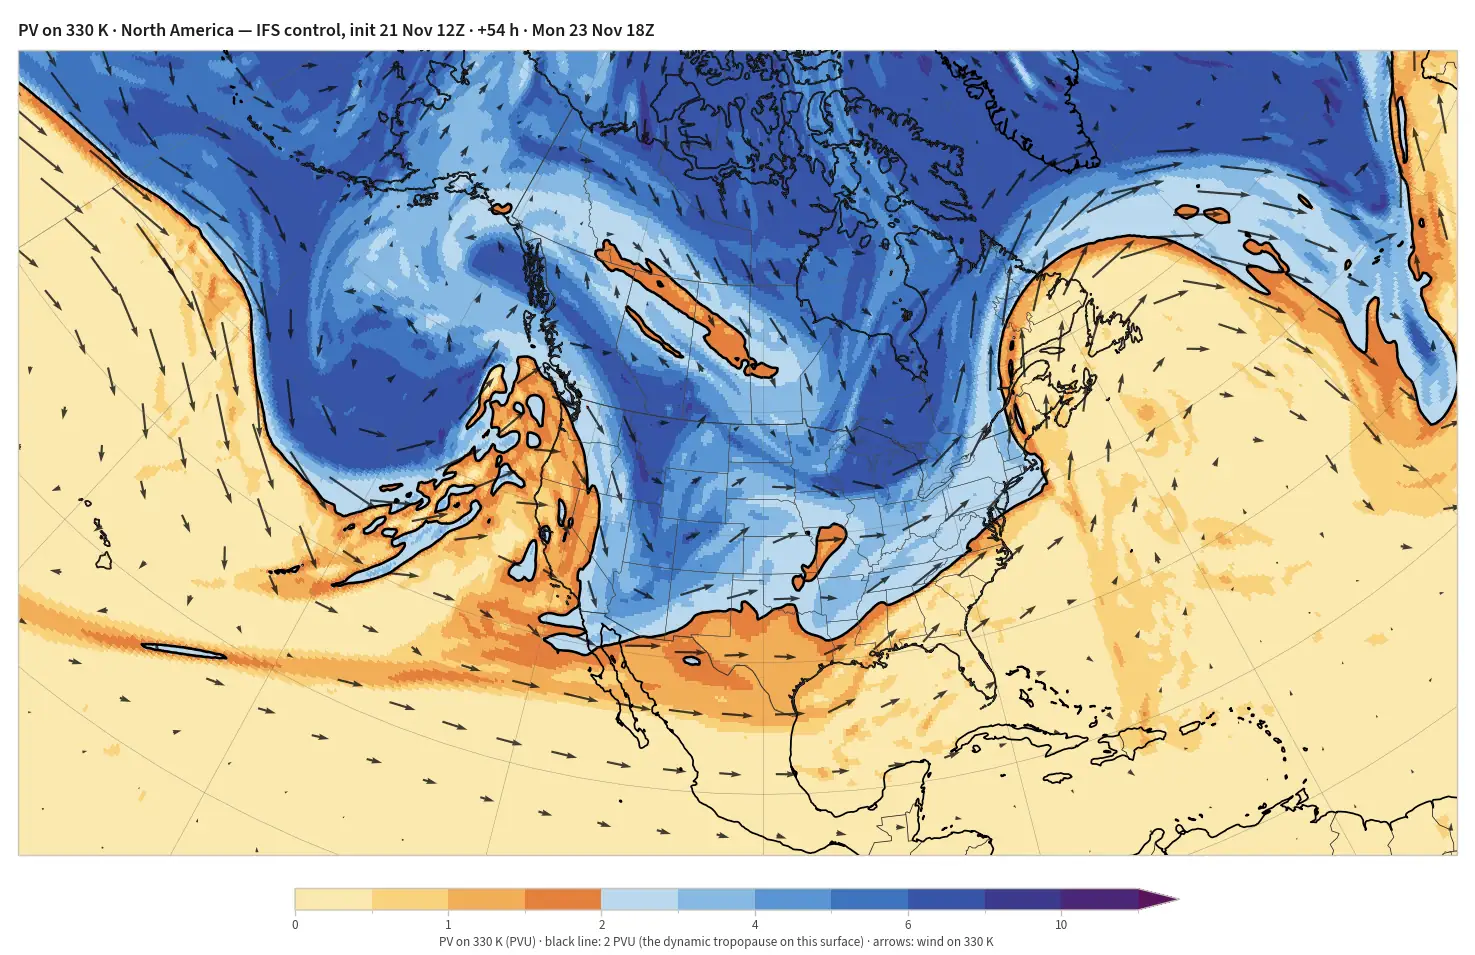 PV on 330 K · North America — IFS control, init 21 Nov 12Z · +54 h · Mon 23 Nov 18Z
0 1 2 4 6 8 10
PV on 330 K (PVU) · black line: 2 PVU (the dynamic tropopause on this surface) · arrows: wind on 330 K